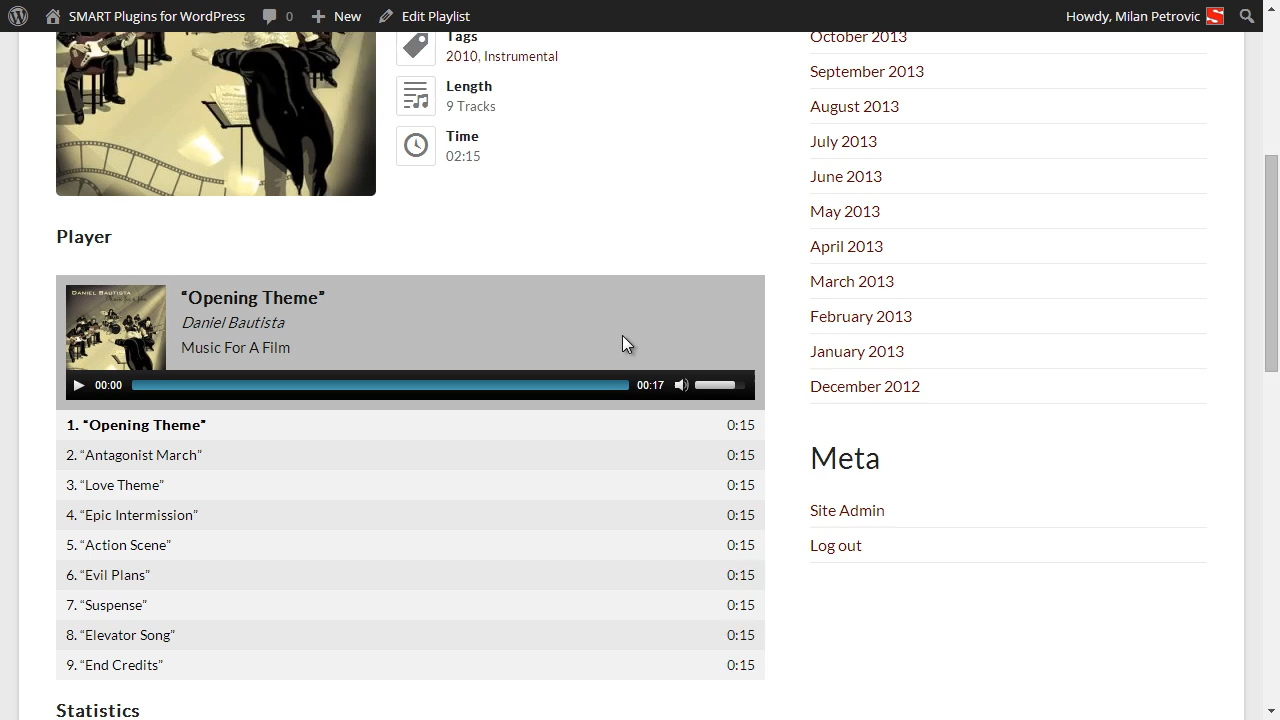 SMART Plugins for WordPress 0 New Edit Playlist Howdy, Milan Petrovic
Tags
2010, Instrumental
Length
9 Tracks
Time
02:15
Player
DANIEL BAUTISTA
“Opening Theme”
Daniel Bautista
Music For A Film
00:00 00:17
1. “Opening Theme” 0:15
2. “Antagonist March” 0:15
3. “Love Theme” 0:15
4. “Epic Intermission” 0:15
5. “Action Scene” 0:15
6. “Evil Plans” 0:15
7. “Suspense” 0:15
8. “Elevator Song” 0:15
9. “End Credits” 0:15
Statistics
October 2013
September 2013
August 2013
July 2013
June 2013
May 2013
April 2013
March 2013
February 2013
January 2013
December 2012
Meta
Site Admin
Log out